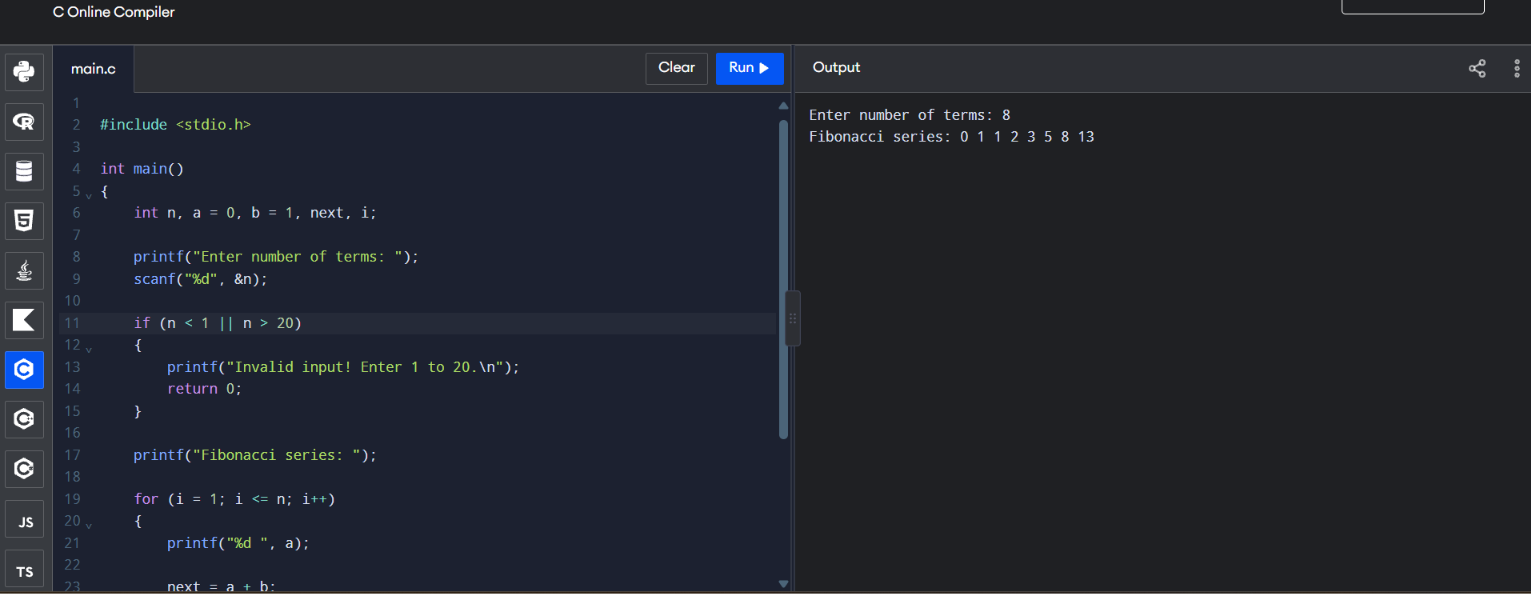 C Online Compiler
main.c
Clear
Run
Output
1
2 #include <stdio.h>
3
4 int main()
5 {
6     int n, a = 0, b = 1, next, i;
7
8     printf("Enter number of terms: ");
9     scanf("%d", &n);
10
11     if (n < 1 || n > 20)
12     {
13         printf("Invalid input! Enter 1 to 20.\n");
14         return 0;
15     }
16
17     printf("Fibonacci series: ");
18
19     for (i = 1; i <= n; i++)
20     {
21         printf("%d ", a);
22
23         next = a + b;
Enter number of terms: 8
Fibonacci series: 0 1 1 2 3 5 8 13
R
5
C
C
C
JS
TS